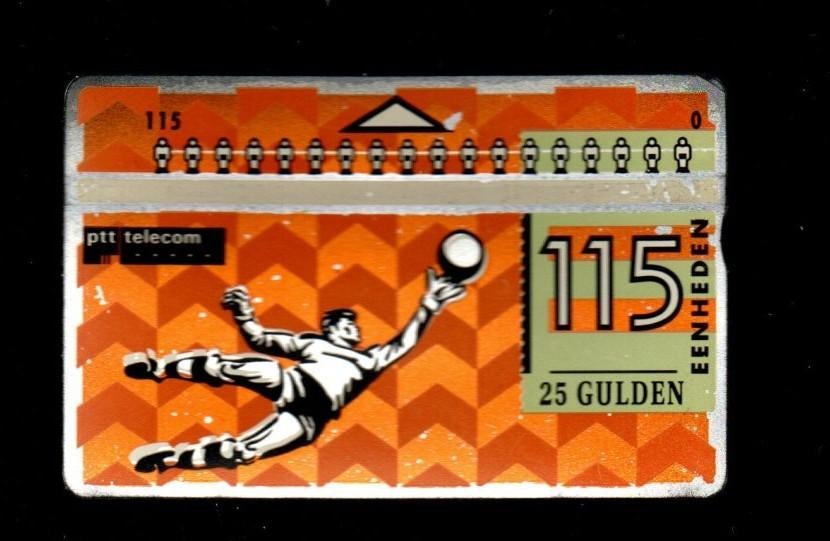 115 0
ptt telecom
115
EENHEDEN
25 GULDEN